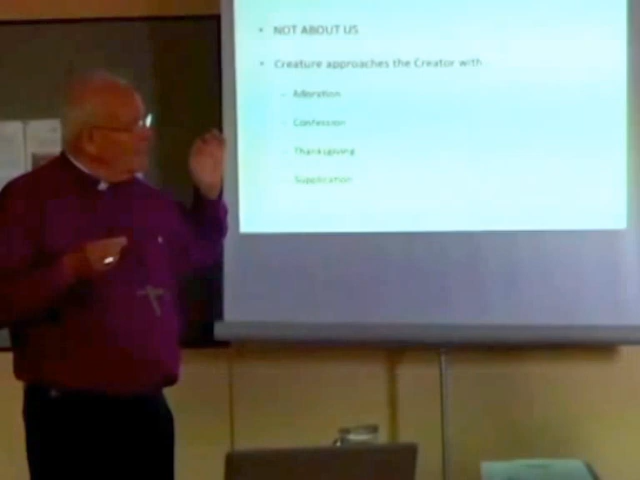 • NOT ABOUT US
• Creature approaches the Creator with
– Adoration
– Confession
– Thanksgiving
– Supplication